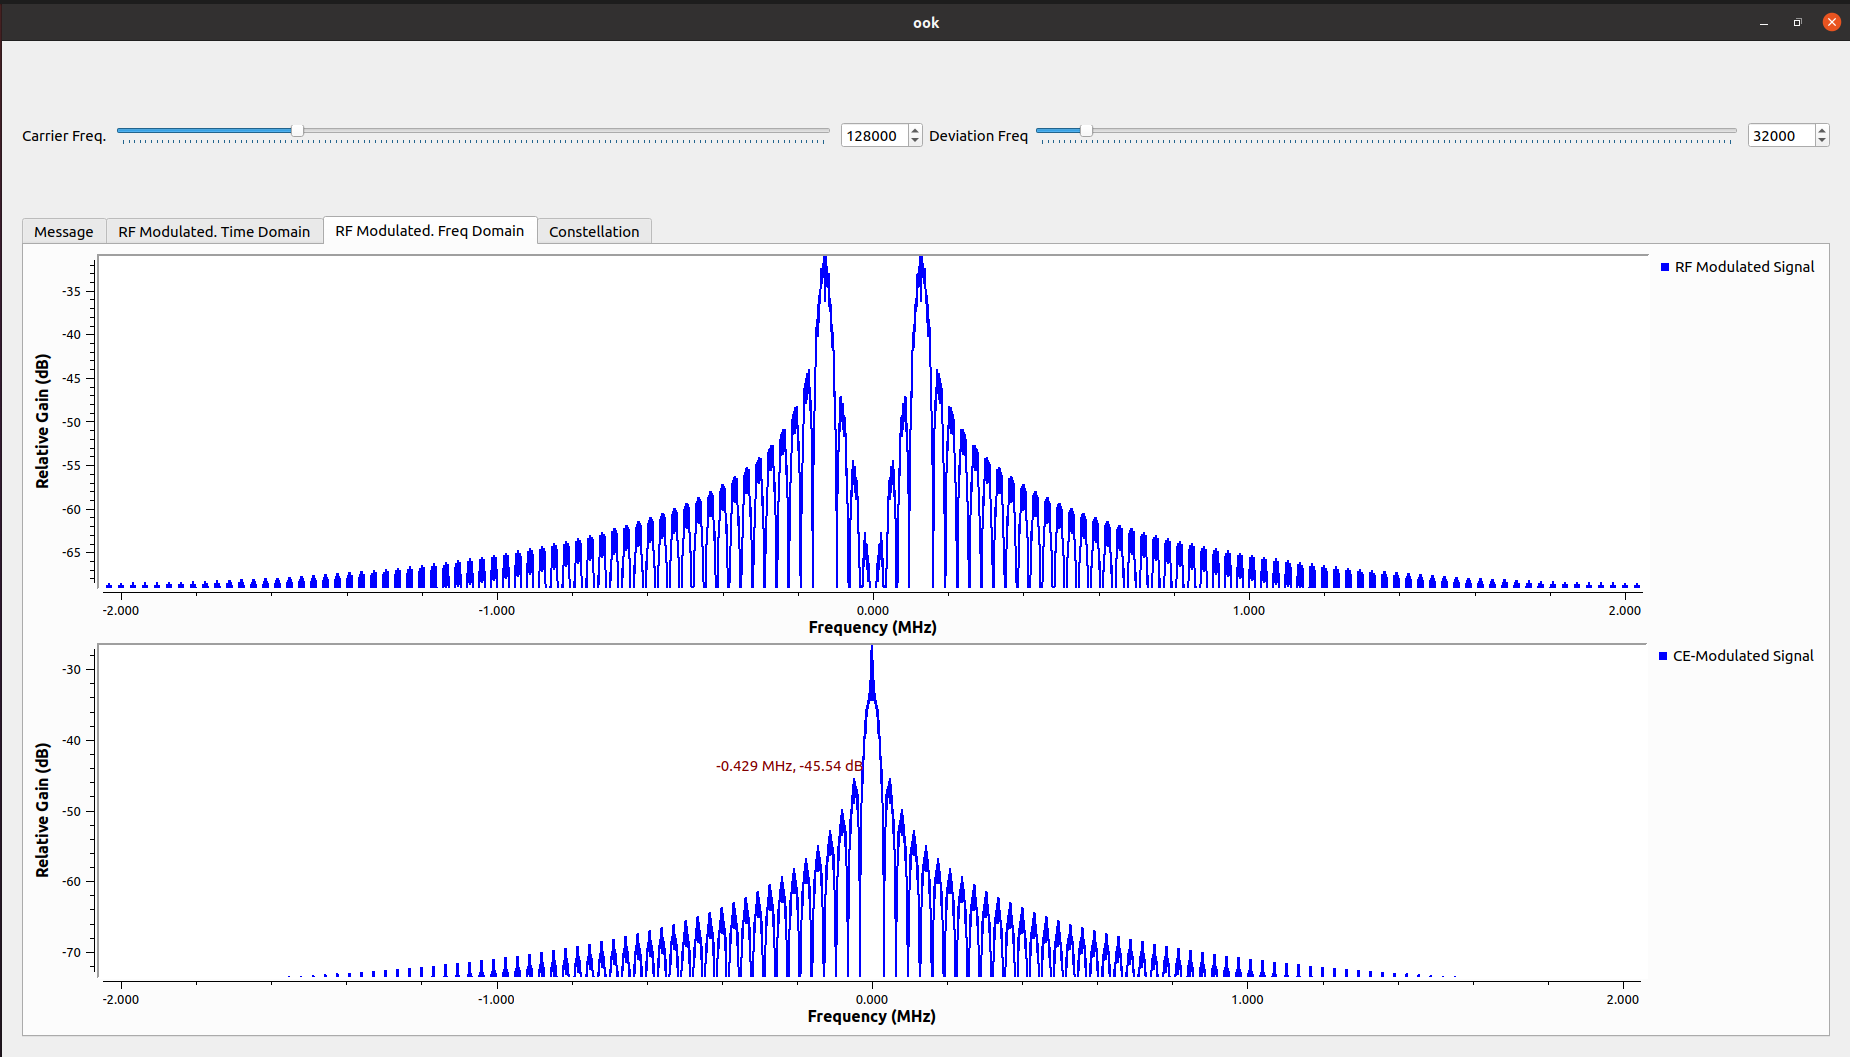 ook
Carrier Freq. 128000 Deviation Freq 32000
Message RF Modulated. Time Domain RF Modulated. Freq Domain Constellation
RF Modulated Signal
Relative Gain (dB)
-35
-40
-45
-50
-55
-60
-65
-2.000 -1.000 0.000 1.000 2.000
Frequency (MHz)
CE-Modulated Signal
Relative Gain (dB)
-30
-40
-0.429 MHz, -45.54 dB
-50
-60
-70
-2.000 -1.000 0.000 1.000 2.000
Frequency (MHz)